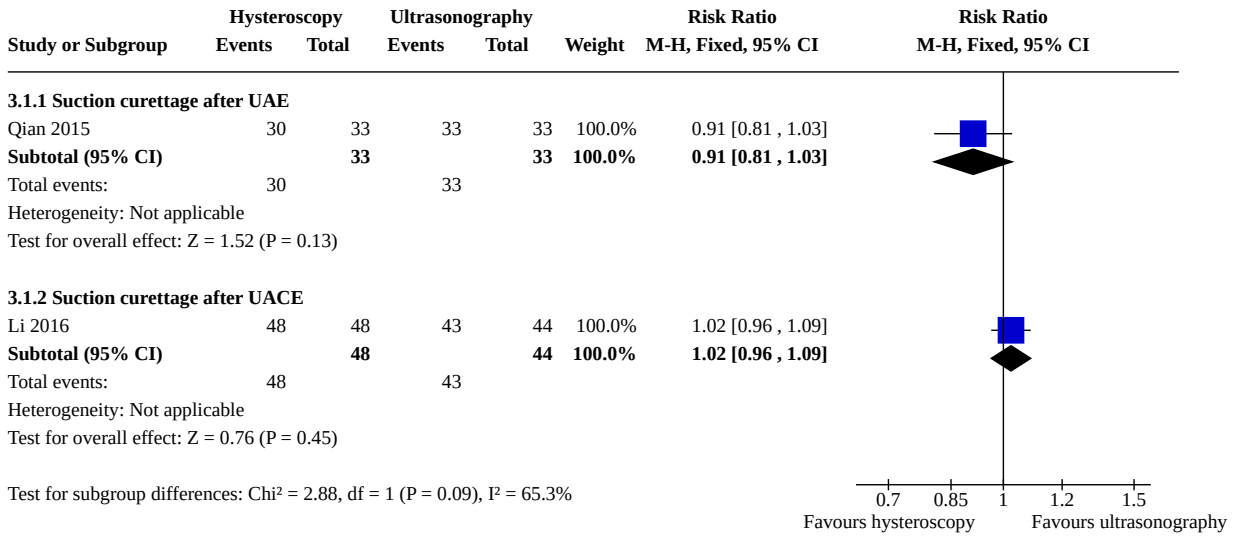 Hysteroscopy Ultrasonography Risk Ratio Risk Ratio
Study or Subgroup Events Total Events Total Weight M-H, Fixed, 95% CI M-H, Fixed, 95% CI
3.1.1 Suction curettage after UAE
Qian 2015 30 33 33 33 100.0% 0.91 [0.81 , 1.03]
Subtotal (95% CI) 33 33 100.0% 0.91 [0.81 , 1.03]
Total events: 30 33
Heterogeneity: Not applicable
Test for overall effect: Z = 1.52 (P = 0.13)
3.1.2 Suction curettage after UACE
Li 2016 48 48 43 44 100.0% 1.02 [0.96 , 1.09]
Subtotal (95% CI) 48 44 100.0% 1.02 [0.96 , 1.09]
Total events: 48 43
Heterogeneity: Not applicable
Test for overall effect: Z = 0.76 (P = 0.45)
Test for subgroup differences: Chi² = 2.88, df = 1 (P = 0.09), I² = 65.3%
0.7 0.85 1 1.2 1.5
Favours hysteroscopy Favours ultrasonography